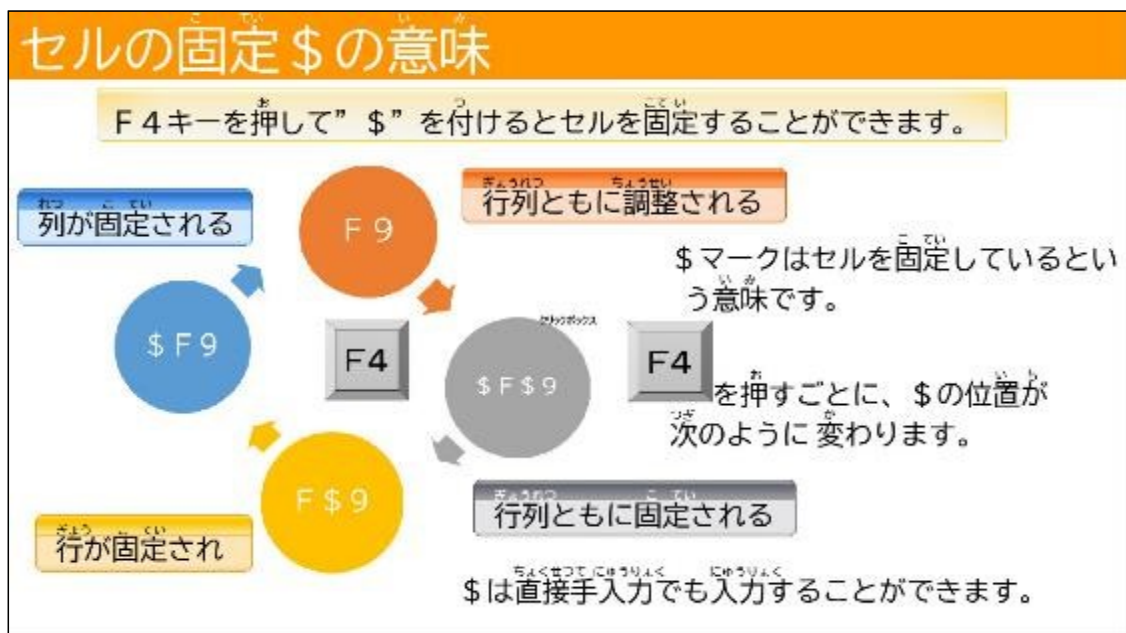 セルの固定＄の意味
Ｆ４キーを押して”＄”を付けるとセルを固定することができます。
列が固定される
Ｆ９
行列ともに調整される
＄マークはセルを固定しているとい
う意味です。
＄Ｆ９
F4
＄Ｆ＄９
F4
を押すごとに、＄の位置が
次のように 変わります。
Ｆ＄９
行列ともに固定される
行が固定され
＄は直接手入力でも入力することができます。